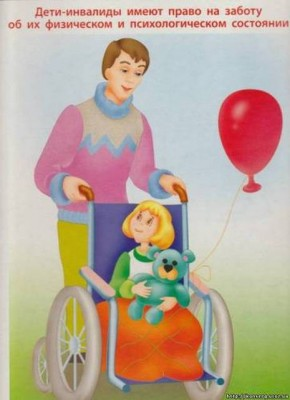 Дети-инвалиды имеют право на заботу
об их физическом и психологическом состоянии